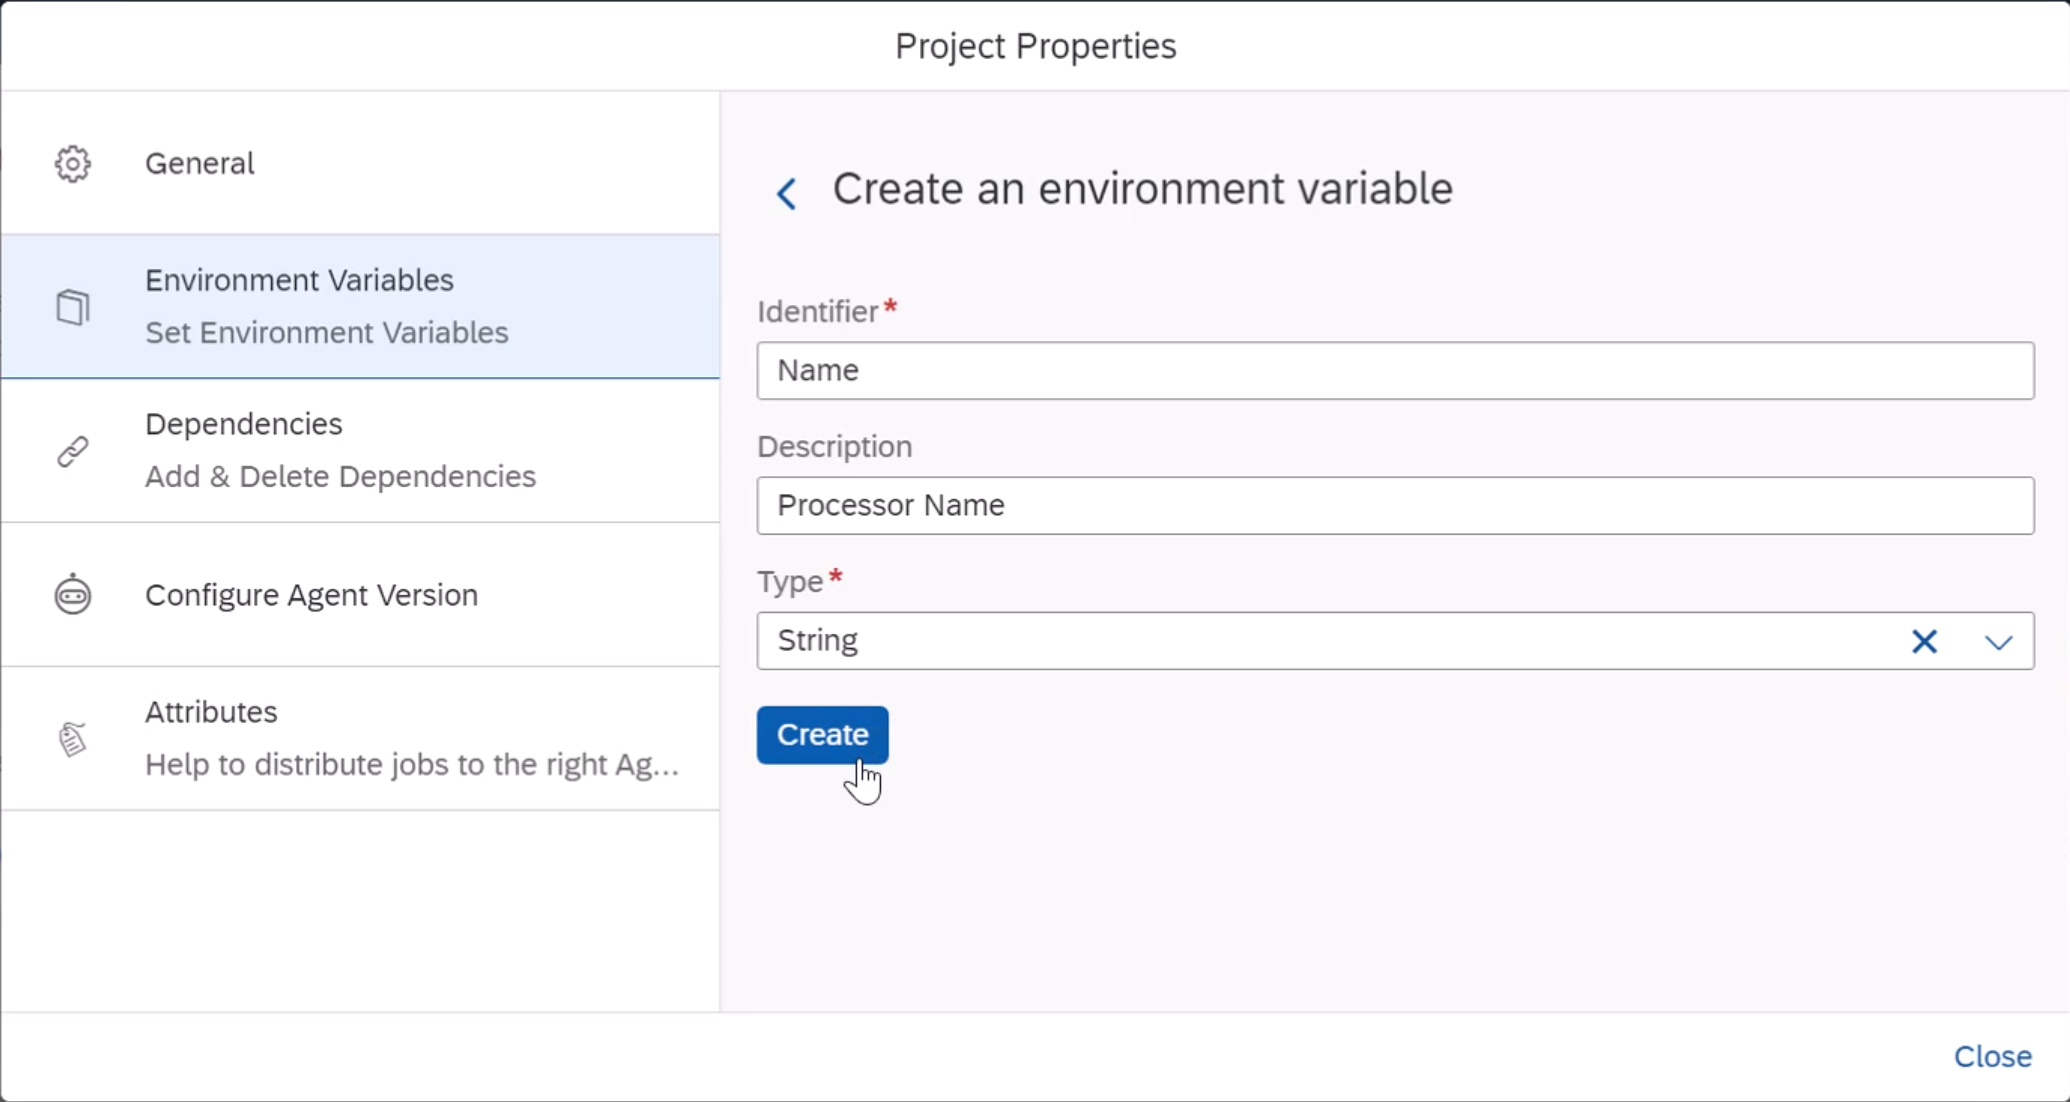 Project Properties
General
Environment Variables
Set Environment Variables
Dependencies
Add & Delete Dependencies
Configure Agent Version
Attributes
Help to distribute jobs to the right Ag...
Create an environment variable
Identifier*
Name
Description
Processor Name
Type*
String
Create
Close